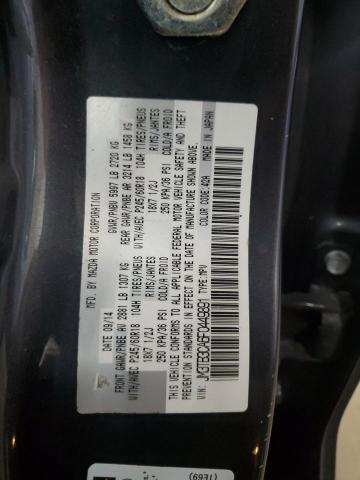 MFD. BY MAZDA MOTOR CORPORATION
DATE 09/14 GVWR/PNBV 5997 LB 2720 KG
FRONT GAWR/PNBE AV 2881 LB 1307 KG REAR GAWR/PNBE AR 3214 LB 1458 KG
WITH/AVEC P245/60R18 104H TIRES/PNEUS WITH/AVEC P245/60R18 104H TIRES/PNEUS
18X7 1/2J RIMS/JANTES 18X7 1/2J RIMS/JANTES
250 KPA/36 PSI COLD/A FROID 250 KPA/36 PSI COLD/A FROID
THIS VEHICLE CONFORMS TO ALL APPLICABLE FEDERAL MOTOR VEHICLE SAFETY AND THEFT
PREVENTION STANDARDS IN EFFECT ON THE DATE OF MANUFACTURE SHOWN ABOVE.
MADE IN JAPAN
COLOR CODE: 42A
TYPE: MPV
VIN:
(TE69)